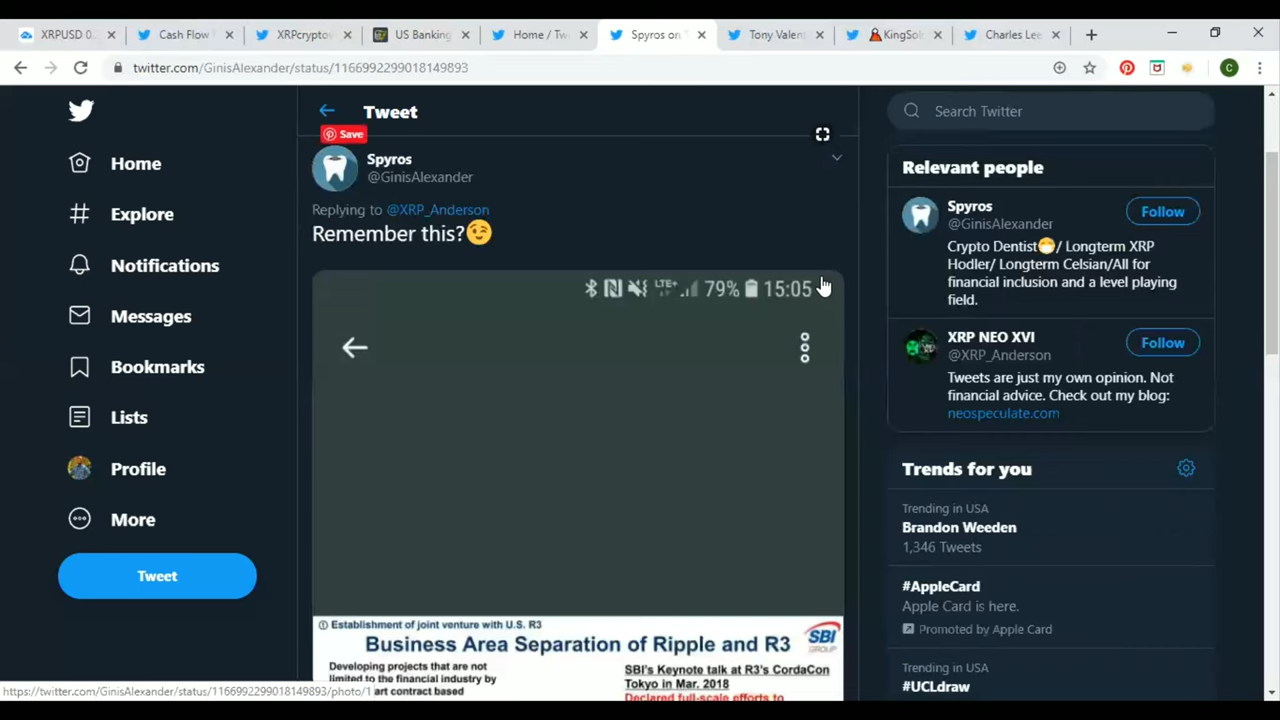 XRPUSD 0.
Cash Flow
XRPcryptov
US Banking
Home / Tw
Spyros on
Tony Valen
KingSol
Charles Lee
twitter.com/GinisAlexander/status/1166992299018149893
Home
Explore
Notifications
Messages
Bookmarks
Lists
Profile
More
Tweet
Tweet
Save
Spyros
@GinisAlexander
Replying to @XRP_Anderson
Remember this?😉
LTE+ 79% 15:05
① Establishment of joint venture with U.S. R3
Business Area Separation of Ripple and R3
SBI
GROUP
Developing projects that are not
limited to the financial industry by
art contract based
SBI's Keynote talk at R3's CordaCon
Tokyo in Mar. 2018
Declared full-scale efforts to
Search Twitter
Relevant people
Spyros
@GinisAlexander
Follow
Crypto Dentist😷/ Longterm XRP
Hodler/ Longterm Celsian/All for
financial inclusion and a level playing
field.
XRP NEO XVI
@XRP_Anderson
Follow
Tweets are just my own opinion. Not
financial advice. Check out my blog:
neospeculate.com
Trends for you
Trending in USA
Brandon Weeden
1,346 Tweets
#AppleCard
Apple Card is here.
Promoted by Apple Card
Trending in USA
#UCLdraw
https://twitter.com/GinisAlexander/status/1166992299018149893/photo/1
C